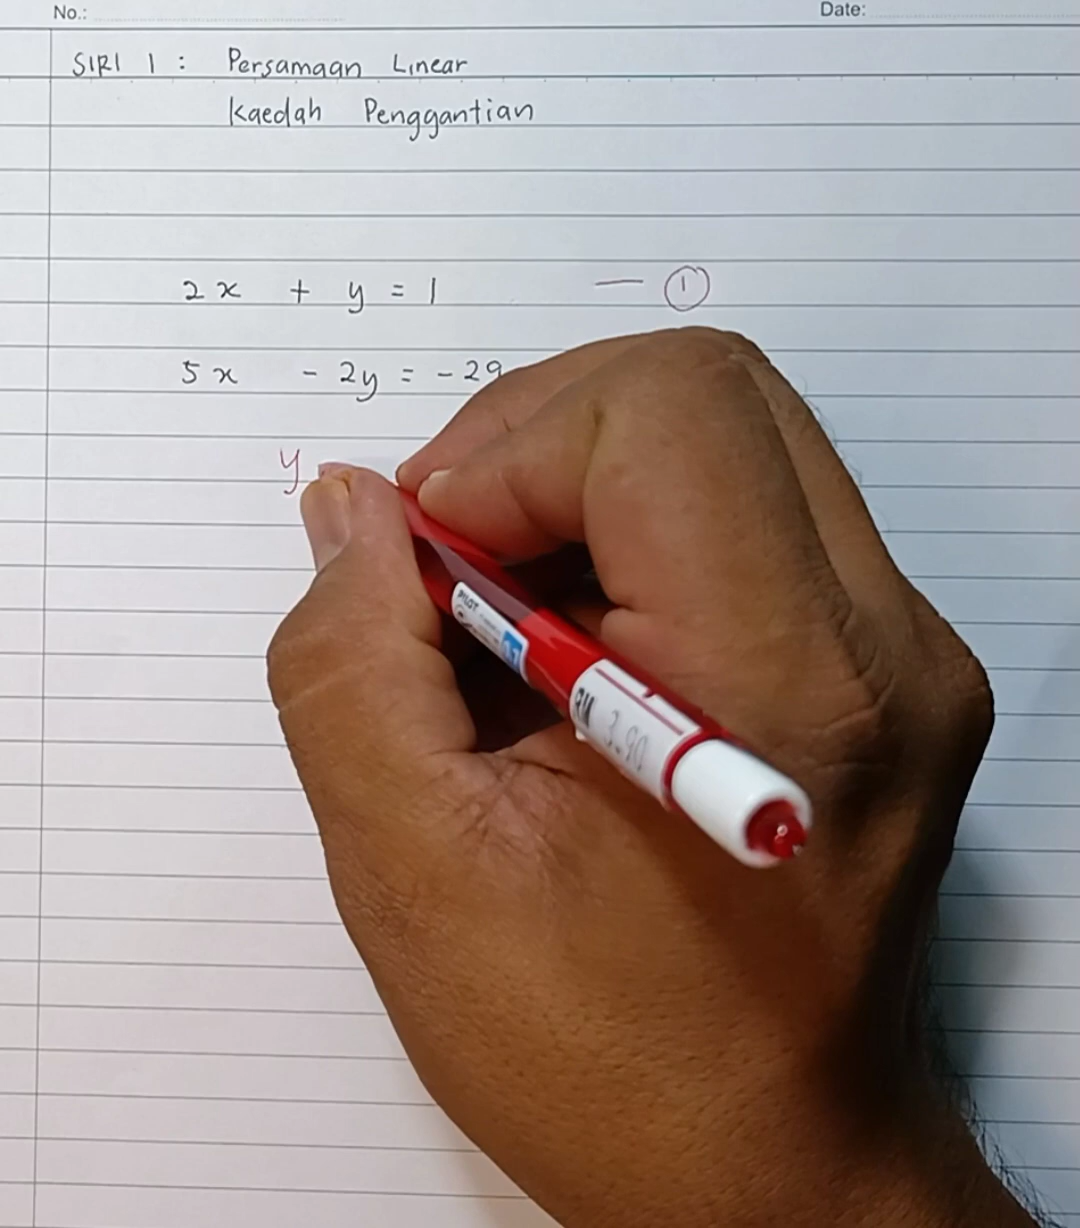 No.: Date:
SIRI 1 : Persamaan Linear
Kaedah Penggantian
2x + y = 1 — ①
5x - 2y = -29
y
PILOT
RM 3.90